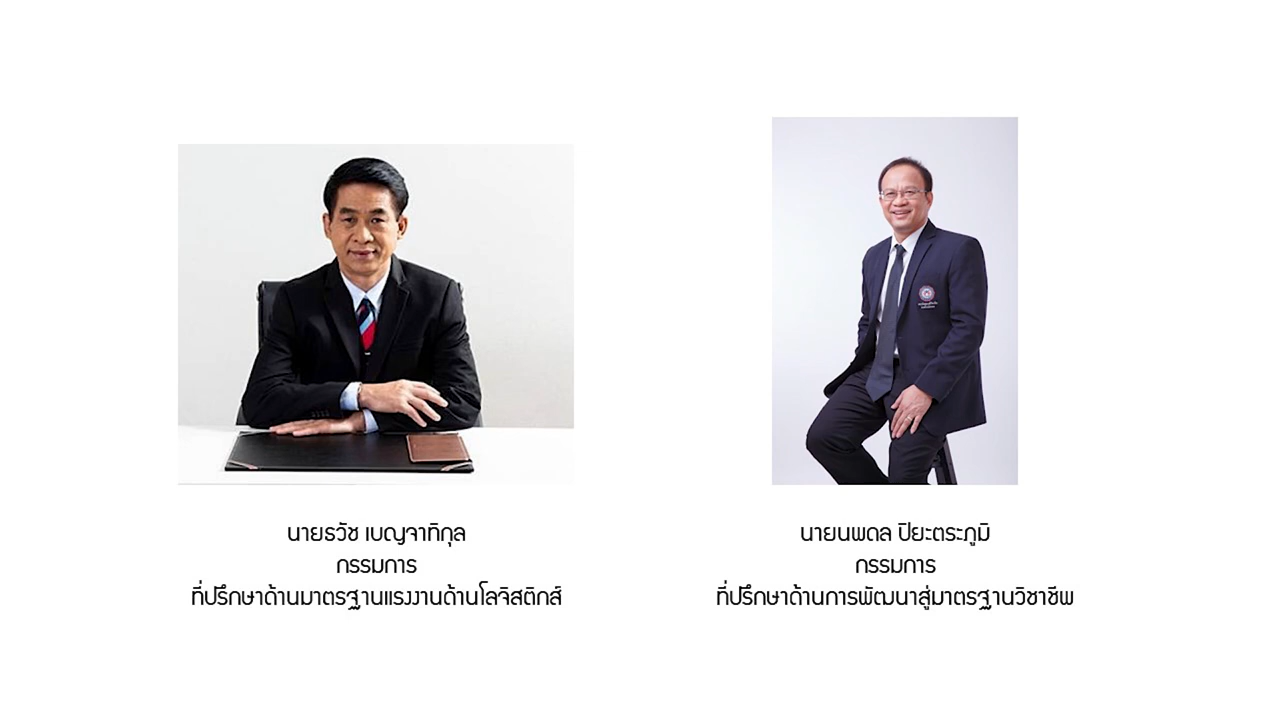 นายธวัช เบญจาทิกุล
กรรมการ
ที่ปรึกษาด้านมาตรฐานแรงงานด้านโลจิสติกส์
นายนพดล ปิยะตระภูมิ
กรรมการ
ที่ปรึกษาด้านการพัฒนาสู่มาตรฐานวิชาชีพ